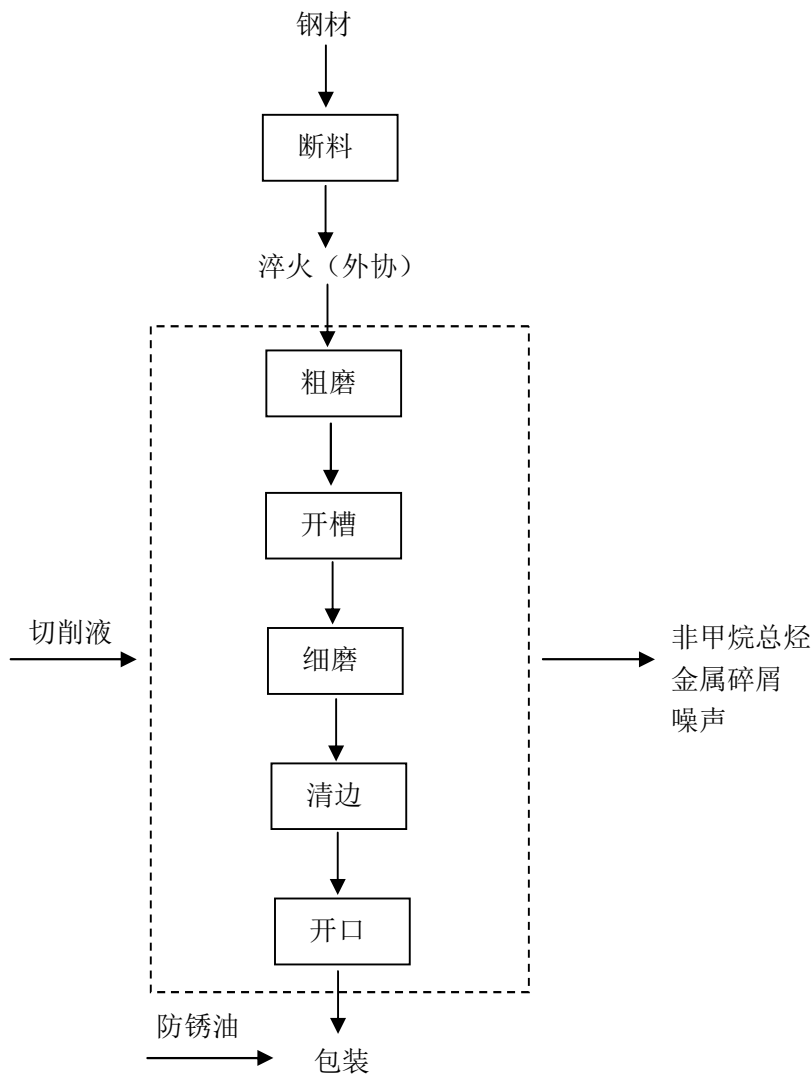 钢材
断料
淬火（外协）
粗磨
开槽
切削液
细磨
非甲烷总烃
金属碎屑
噪声
清边
开口
防锈油
包装